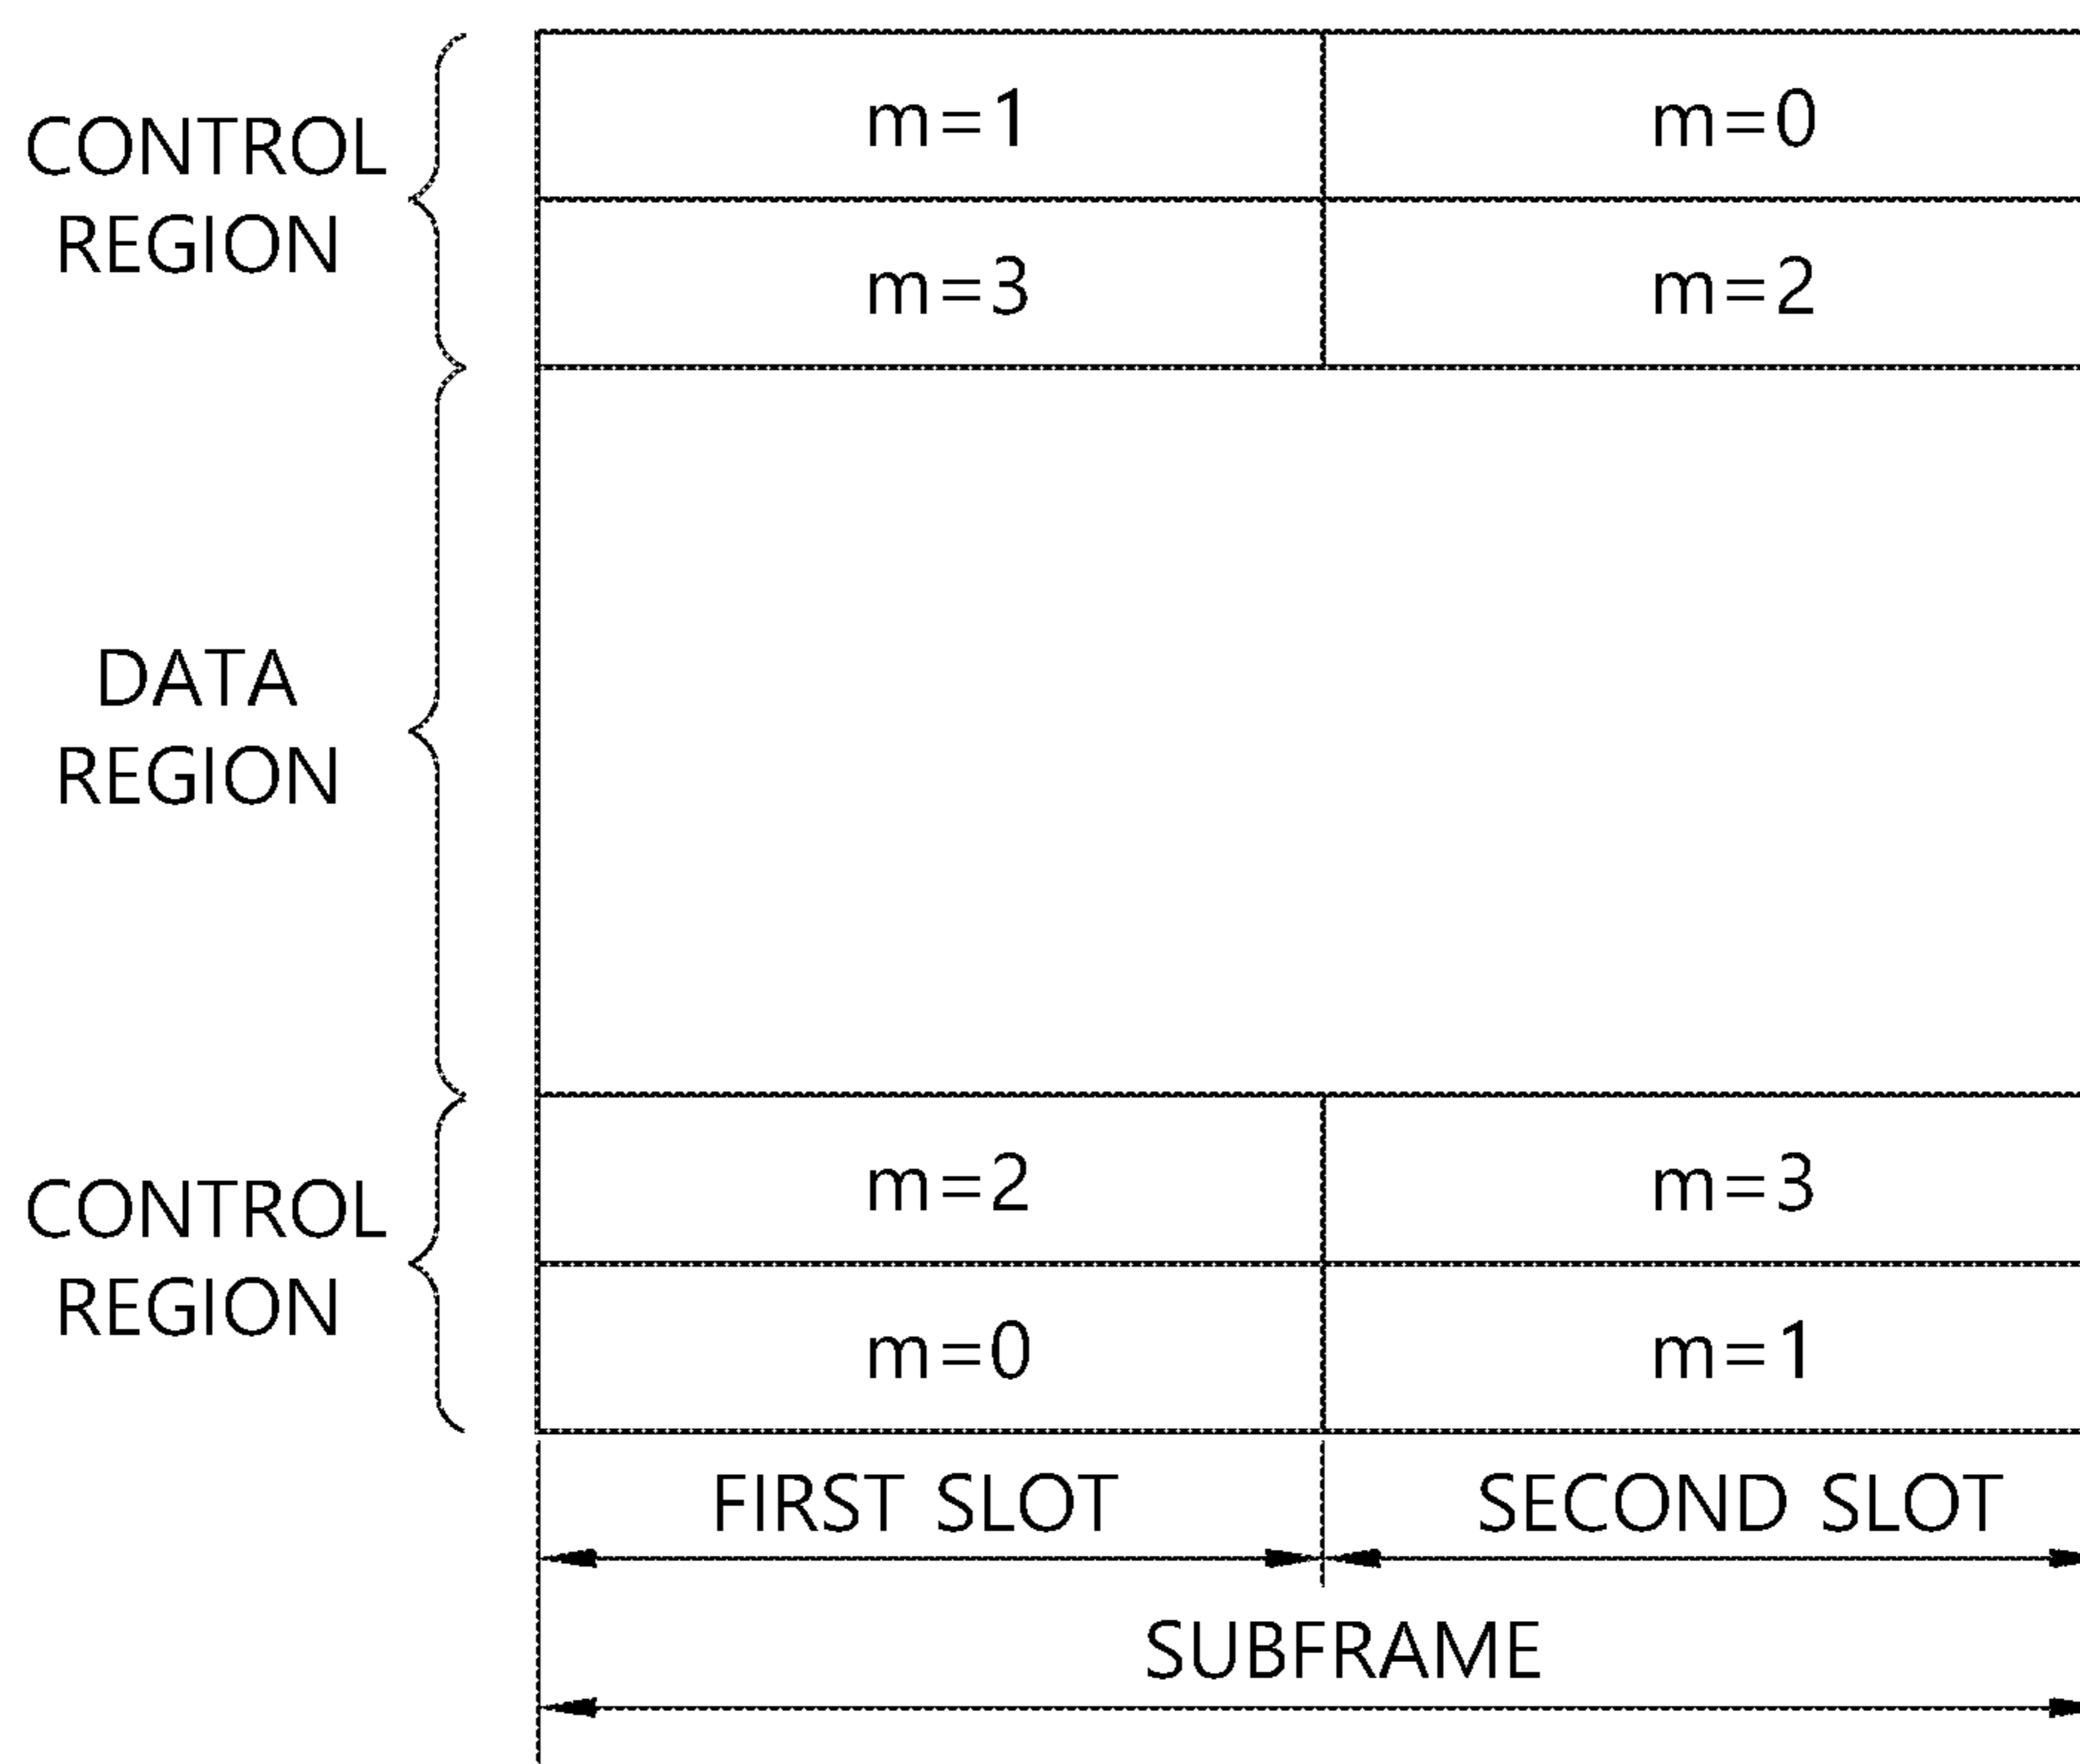 CONTROL
REGION
m=1
m=0
m=3
m=2
DATA
REGION
CONTROL
REGION
m=2
m=3
m=0
m=1
FIRST SLOT
SECOND SLOT
SUBFRAME